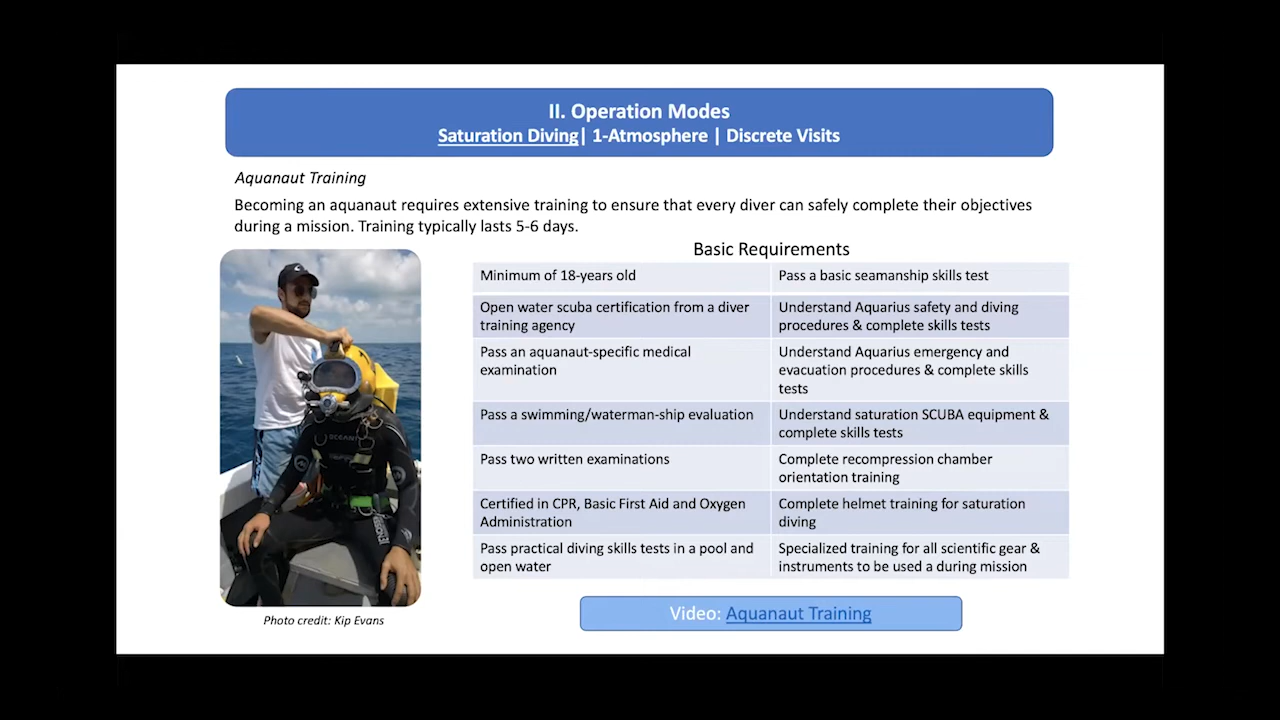 II. Operation Modes
Saturation Diving| 1-Atmosphere | Discrete Visits
Aquanaut Training
Becoming an aquanaut requires extensive training to ensure that every diver can safely complete their objectives
during a mission. Training typically lasts 5-6 days.
Basic Requirements
Minimum of 18-years old
Pass a basic seamanship skills test
Open water scuba certification from a diver
training agency
Understand Aquarius safety and diving
procedures & complete skills tests
Pass an aquanaut-specific medical
examination
Understand Aquarius emergency and
evacuation procedures & complete skills
tests
Pass a swimming/waterman-ship evaluation
Understand saturation SCUBA equipment &
complete skills tests
Pass two written examinations
Complete recompression chamber
orientation training
Certified in CPR, Basic First Aid and Oxygen
Administration
Complete helmet training for saturation
diving
Pass practical diving skills tests in a pool and
open water
Specialized training for all scientific gear &
instruments to be used a during mission
OCEANIC
Photo credit: Kip Evans
Video: Aquanaut Training